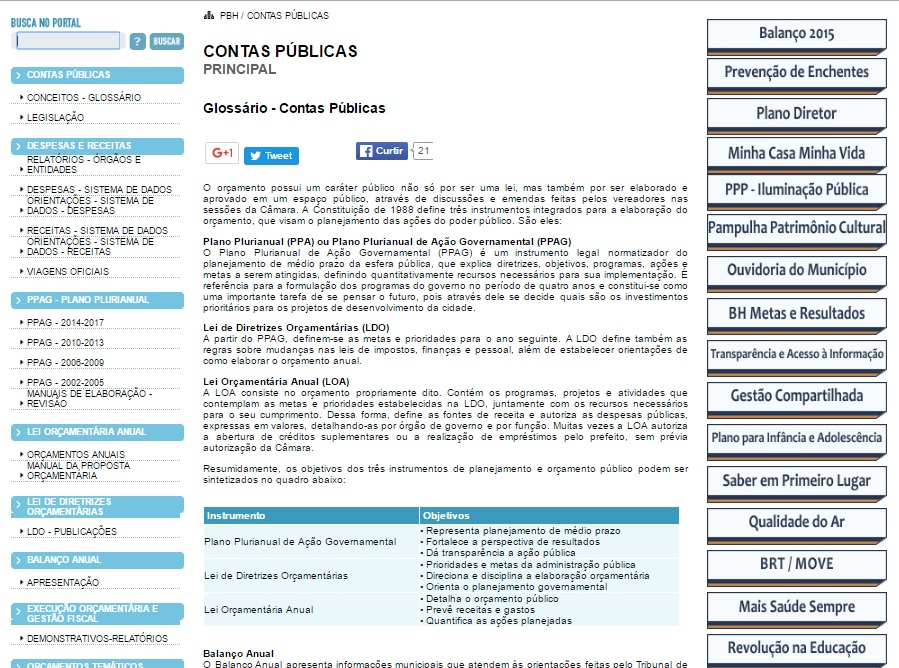 BUSCA NO PORTAL
? BUSCAR
CONTAS PÚBLICAS
CONCEITOS - GLOSSÁRIO
LEGISLAÇÃO
DESPESAS E RECEITAS
RELATÓRIOS - ÓRGÃOS E
ENTIDADES
DESPESAS - SISTEMA DE DADOS
ORIENTAÇÕES - SISTEMA DE
DADOS - DESPESAS
RECEITAS - SISTEMA DE DADOS
ORIENTAÇÕES - SISTEMA DE
DADOS - RECEITAS
VIAGENS OFICIAIS
PPAG - PLANO PLURIANUAL
PPAG - 2014-2017
PPAG - 2010-2013
PPAG - 2006-2009
PPAG - 2002-2005
MANUAIS DE ELABORAÇÃO -
REVISÃO
LEI ORÇAMENTÁRIA ANUAL
ORÇAMENTOS ANUAIS
MANUAL DA PROPOSTA
ORÇAMENTÁRIA
LEI DE DIRETRIZES
ORÇAMENTÁRIAS
LDO - PUBLICAÇÕES
BALANÇO ANUAL
APRESENTAÇÃO
EXECUÇÃO ORÇAMENTÁRIA E
GESTÃO FISCAL
DEMONSTRATIVOS-RELATÓRIOS
ORÇAMENTOS TEMÁTICOS
PBH / CONTAS PÚBLICAS
CONTAS PÚBLICAS
PRINCIPAL
Glossário - Contas Públicas
G+1 Tweet Curtir 21
O orçamento possui um caráter público não só por ser uma lei, mas também por ser elaborado e
aprovado em um espaço público, através de discussões e emendas feitas pelos vereadores nas
sessões da Câmara. A Constituição de 1988 define três instrumentos integrados para a elaboração do
orçamento, que visam o planejamento das ações do poder público. São eles:
Plano Plurianual (PPA) ou Plano Plurianual de Ação Governamental (PPAG)
O Plano Plurianual de Ação Governamental (PPAG) é um instrumento legal normatizador do
planejamento de médio prazo da esfera pública, que explica diretrizes, objetivos, programas, ações e
metas a serem atingidas, definindo quantitativamente recursos necessários para sua implementação. É
referência para a formulação dos programas do governo no período de quatro anos e constitui-se como
uma importante tarefa de se pensar o futuro, pois através dele se decide quais são os investimentos
prioritários para os projetos de desenvolvimento da cidade.
Lei de Diretrizes Orçamentárias (LDO)
A partir do PPAG, definem-se as metas e prioridades para o ano seguinte. A LDO define também as
regras sobre mudanças nas leis de impostos, finanças e pessoal, além de estabelecer orientações de
como elaborar o orçamento anual.
Lei Orçamentária Anual (LOA)
A LOA consiste no orçamento propriamente dito. Contém os programas, projetos e atividades que
contemplam as metas e prioridades estabelecidas na LDO, juntamente com os recursos necessários
para o seu cumprimento. Dessa forma, define as fontes de receita e autoriza as despesas públicas,
expressas em valores, detalhando-as por órgão de governo e por função. Muitas vezes a LOA autoriza
a abertura de créditos suplementares ou a realização de empréstimos pelo prefeito, sem prévia
autorização da Câmara.
Resumidamente, os objetivos dos três instrumentos de planejamento e orçamento público podem ser
sintetizados no quadro abaixo:
Instrumento Objetivos
Plano Plurianual de Ação Governamental
• Representa planejamento de médio prazo
• Fortalece a perspectiva de resultados
• Dá transparência a ação pública
Lei de Diretrizes Orçamentárias
• Prioridades e metas da administração pública
• Direciona e disciplina a elaboração orçamentária
• Orienta o planejamento governamental
Lei Orçamentária Anual
• Detalha o orçamento público
• Prevê receitas e gastos
• Quantifica as ações planejadas
Balanço Anual
O Balanço Anual apresenta informações municipais que atendem às orientações feitas pelo Tribunal de
Balanço 2015
Prevenção de Enchentes
Plano Diretor
Minha Casa Minha Vida
PPP - Iluminação Pública
Pampulha Patrimônio Cultural
Ouvidoria do Município
BH Metas e Resultados
Transparência e Acesso à Informação
Gestão Compartilhada
Plano para Infância e Adolescência
Saber em Primeiro Lugar
Qualidade do Ar
BRT / MOVE
Mais Saúde Sempre
Revolução na Educação